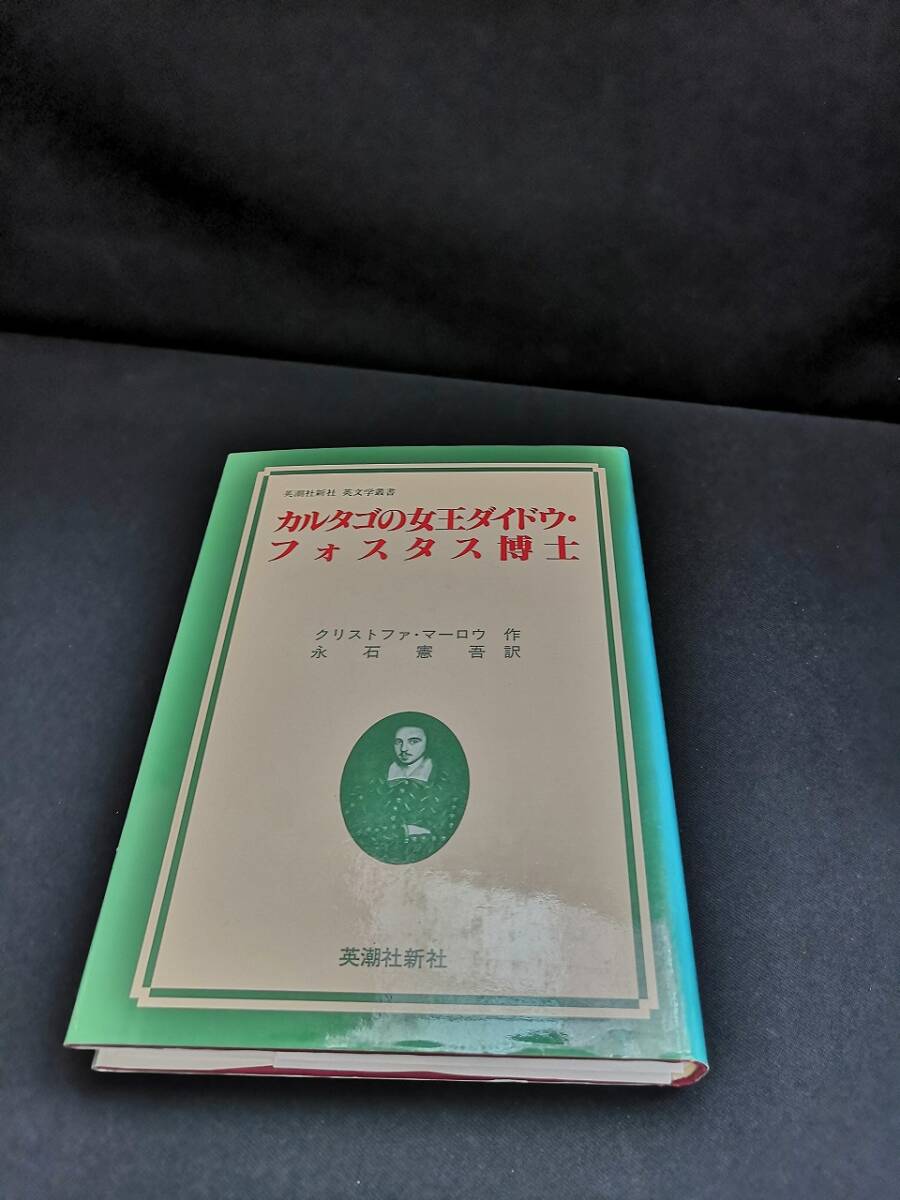 英潮社新社 英文学叢書
カルタゴの女王ダイドウ・
フォスタス博士
クリストファ・マーロウ 作
永石憲吾訳
英潮社新社